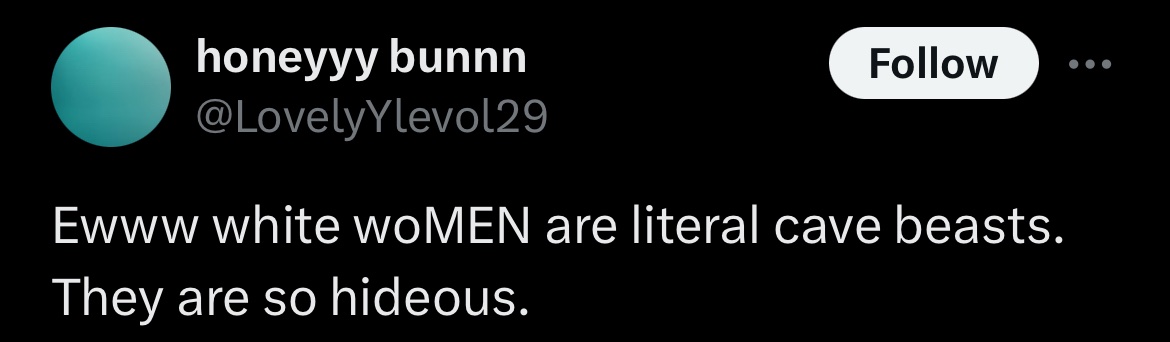 honeyyy bunnn
Follow
@LovelyYlevol29
Ewww white woMEN are literal cave beasts.
They are so hideous.